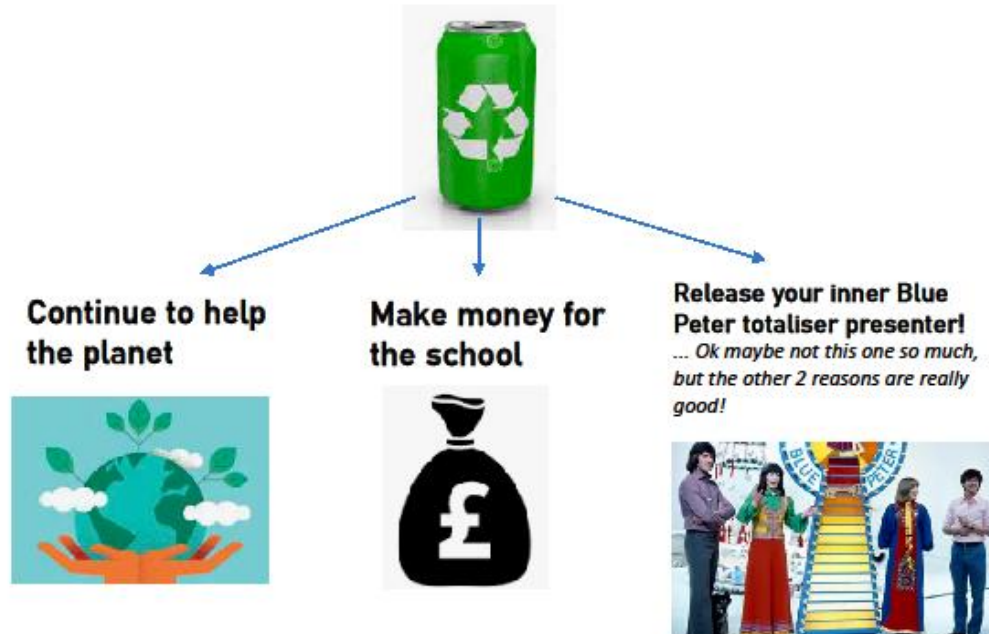 Continue to help
the planet
Make money for
the school
£
Release your inner Blue
Peter totaliser presenter!
... Ok maybe not this one so much,
but the other 2 reasons are really
good!
BLUE PETER